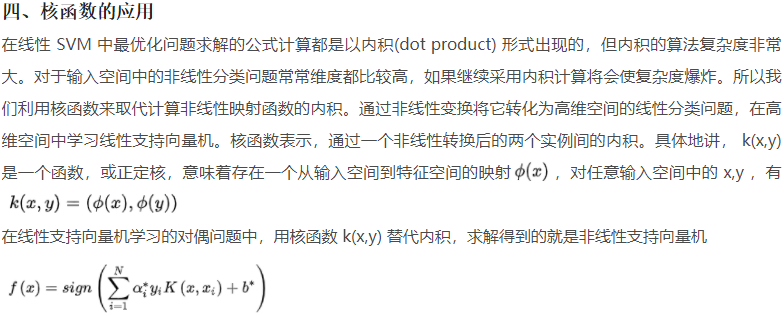 四、核函数的应用
在线性 SVM 中最优化问题求解的公式计算都是以内积(dot product) 形式出现的，但内积的算法复杂度非常
大。对于输入空间中的非线性分类问题常常维度都比较高，如果继续采用内积计算将会使复杂度爆炸。所以我
们利用核函数来取代计算非线性映射函数的内积。通过非线性变换将它转化为高维空间的线性分类问题，在高
维空间中学习线性支持向量机。核函数表示，通过一个非线性转换后的两个实例间的内积。具体地讲， k(x,y)
是一个函数，或正定核，意味着存在一个从输入空间到特征空间的映射 ϕ(x) ，对任意输入空间中的 x,y ，有
k(x, y) = (ϕ(x), ϕ(y))
在线性支持向量机学习的对偶问题中，用核函数 k(x,y) 替代内积，求解得到的就是非线性支持向量机
f (x) = sign (∑_{i=1}^{N} α_i^* y_i K (x, x_i) + b^*)